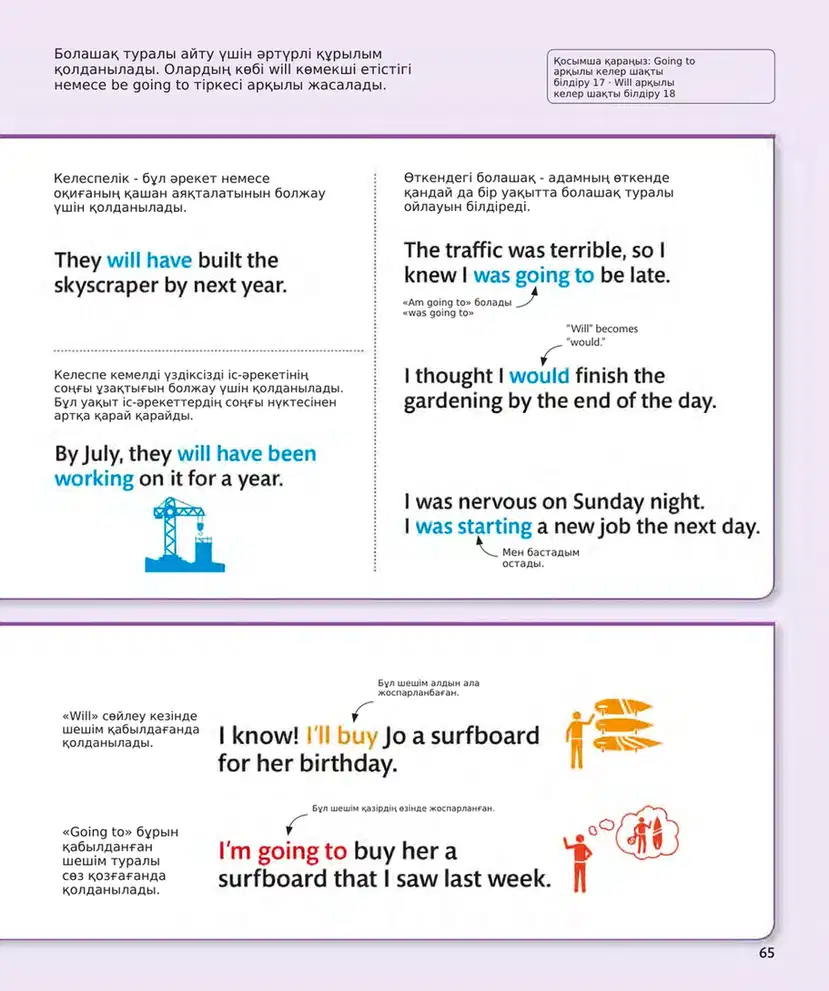 Болашақ туралы айту үшін әртүрлі құрылым
қолданылады. Олардың көбі will көмекші етістігі
немесе be going to тіркесі арқылы жасалады.
Қосымша қараңыз: Going to
арқылы келер шақты
білдіру 17 · Will арқылы
келер шақты білдіру 18
Келеспелік - бұл әрекет немесе
оқиғаның қашан аяқталатынын болжау
үшін қолданылады.
They will have built the
skyscraper by next year.
Келеспе кемелді үздіксізді іс-әрекетінің
соңғы ұзақтығын болжау үшін қолданылады.
Бұл уақыт іс-әрекеттердің соңғы нүктесінен
артқа қарай қарайды.
By July, they will have been
working on it for a year.
Өткендегі болашақ - адамның өткенде
қандай да бір уақытта болашақ туралы
ойлауын білдіреді.
The traffic was terrible, so I
knew I was going to be late.
«Am going to» болады
«was going to»
"Will" becomes
"would."
I thought I would finish the
gardening by the end of the day.
I was nervous on Sunday night.
I was starting a new job the next day.
Мен бастадым
остады.
Бұл шешім алдын ала
жоспарланбаған.
«Will» сөйлеу кезінде
шешім қабылдағанда
қолданылады.
I know! I'll buy Jo a surfboard
for her birthday.
Бұл шешім қазірдің өзінде жоспарланған.
«Going to» бұрын
қабылданған
шешім туралы
сөз қозғағанда
қолданылады.
I'm going to buy her a
surfboard that I saw last week.
65